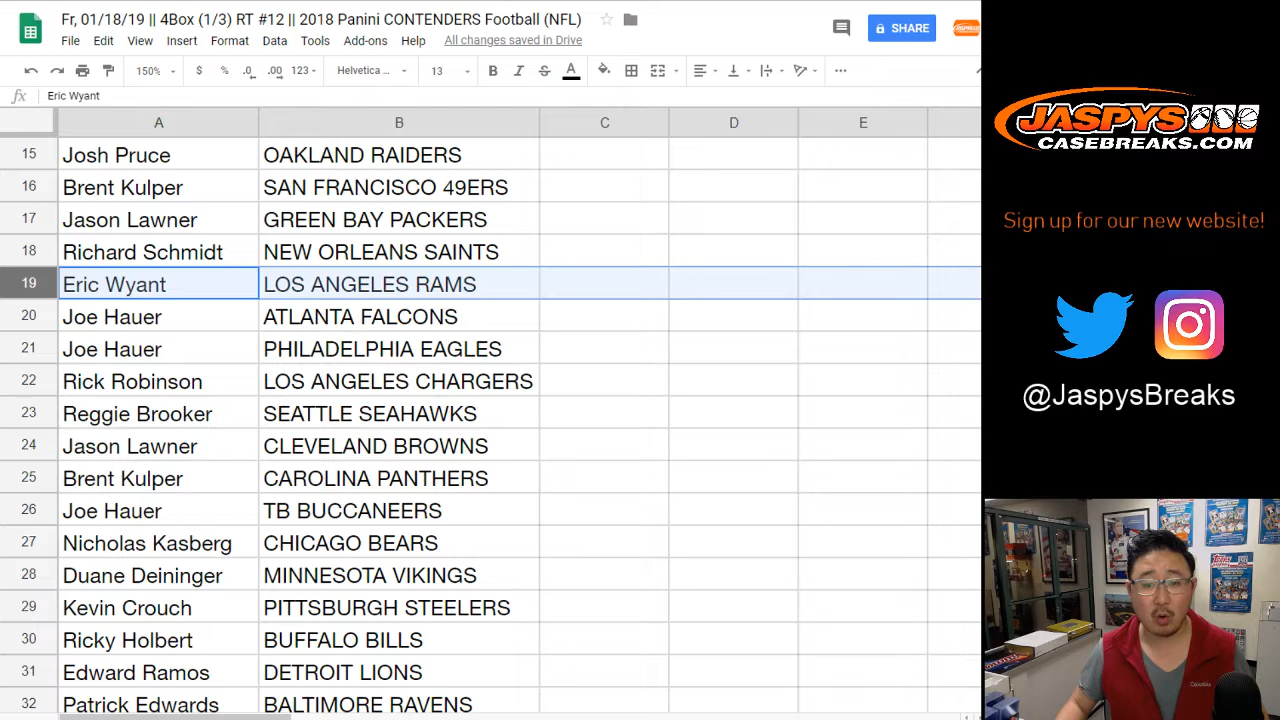 Fr, 01/18/19 || 4Box (1/3) RT #12 || 2018 Panini CONTENDERS Football (NFL)
File Edit View Insert Format Data Tools Add-ons Help All changes saved in Drive
SHARE
150% $ % .0 .00 123 Helvetica ... 13 B I S A
fx Eric Wyant
A B C D E
15 Josh Pruce OAKLAND RAIDERS
16 Brent Kulper SAN FRANCISCO 49ERS
17 Jason Lawner GREEN BAY PACKERS
18 Richard Schmidt NEW ORLEANS SAINTS
19 Eric Wyant LOS ANGELES RAMS
20 Joe Hauer ATLANTA FALCONS
21 Joe Hauer PHILADELPHIA EAGLES
22 Rick Robinson LOS ANGELES CHARGERS
23 Reggie Brooker SEATTLE SEAHAWKS
24 Jason Lawner CLEVELAND BROWNS
25 Brent Kulper CAROLINA PANTHERS
26 Joe Hauer TB BUCCANEERS
27 Nicholas Kasberg CHICAGO BEARS
28 Duane Deininger MINNESOTA VIKINGS
29 Kevin Crouch PITTSBURGH STEELERS
30 Ricky Holbert BUFFALO BILLS
31 Edward Ramos DETROIT LIONS
32 Patrick Edwards BALTIMORE RAVENS
JASPYS
CASEBREAKS.COM
Sign up for our new website!
@JaspysBreaks
Columbia